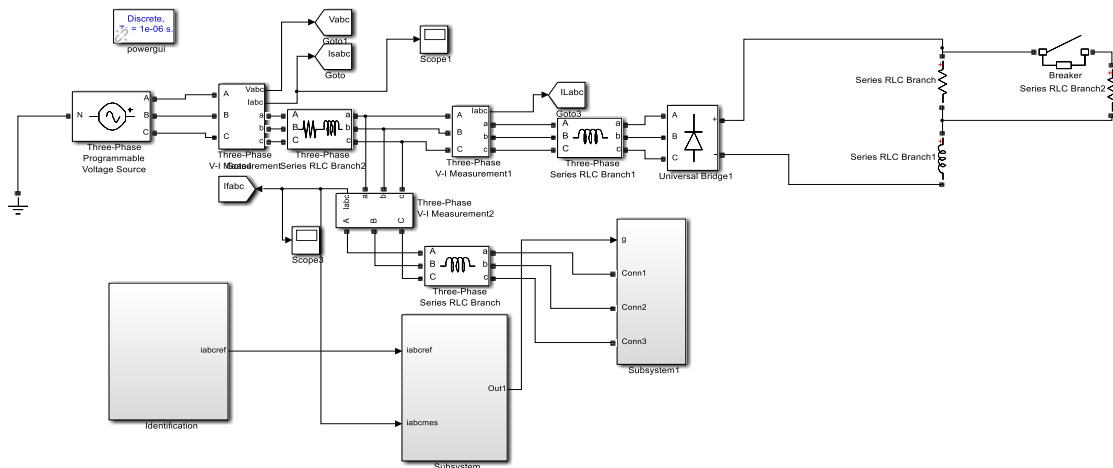 Discrete,
= 1e-06 s.
powergui
Vabc
Goto1
Isabc
Goto
Scope1
N
A
B
C
Three-Phase
Programmable
Voltage Source
A
B
C
Vabc
Iabc
a
b
c
Three-Phase
V-I Measurement
A
B
C
a
b
c
Three-Phase
Series RLC Branch2
A
B
C
Iabc
a
b
c
Three-Phase
V-I Measurement1
ILabc
Goto3
A
B
C
a
b
c
Three-Phase
Series RLC Branch1
A
B
C
+
-
Universal Bridge1
Series RLC Branch
+
Series RLC Branch1
+
Breaker
Series RLC Branch2
+
Ifabc
Scope3
Iabc
a
b
c
A
B
C
Three-Phase
V-I Measurement2
A
B
C
a
b
c
Three-Phase
Series RLC Branch
g
Conn1
Conn2
Conn3
Subsystem1
iabcref
Identification
iabcref
iabcmes
Out1
Subsystem